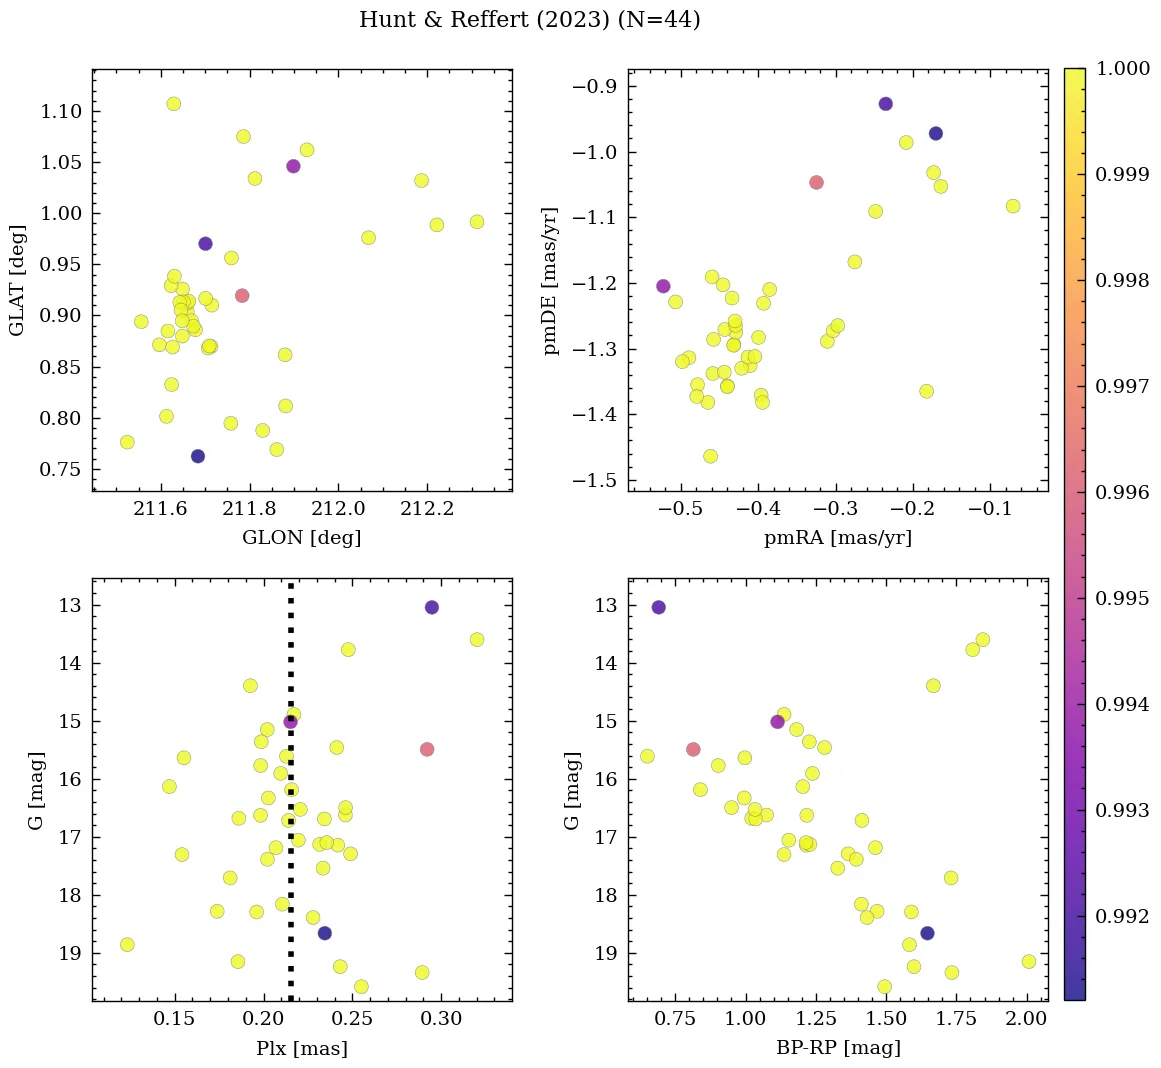 Hunt & Reffert (2023) (N=44)
1.10
1.05
1.00
0.95
0.90
0.85
0.80
0.75
GLAT [deg]
211.6 211.8 212.0 212.2
GLON [deg]
−0.9
−1.0
−1.1
−1.2
−1.3
−1.4
−1.5
pmDE [mas/yr]
−0.5 −0.4 −0.3 −0.2 −0.1
pmRA [mas/yr]
13
14
15
16
17
18
19
G [mag]
0.15 0.20 0.25 0.30
Plx [mas]
13
14
15
16
17
18
19
G [mag]
0.75 1.00 1.25 1.50 1.75 2.00
BP-RP [mag]
1.000
0.999
0.998
0.997
0.996
0.995
0.994
0.993
0.992